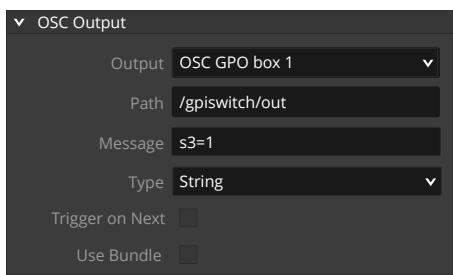 OSC Output
Output OSC GPO box 1
Path /gpiswitch/out
Message s3=1
Type String
Trigger on Next
Use Bundle